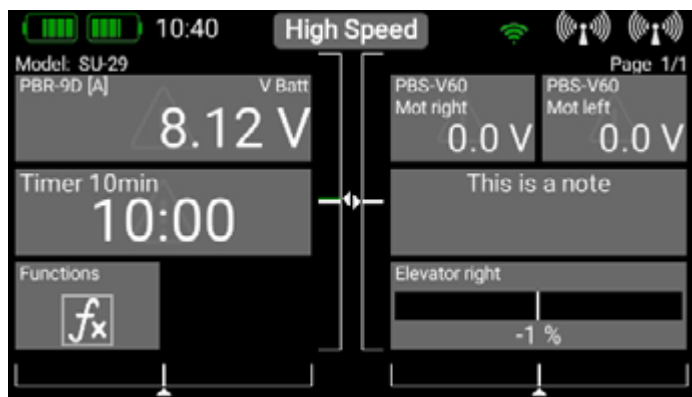 10:40 High Speed
Model: SU-29 Page 1/1
PBR-9D [A] V Batt
8.12 V
PBS-V60
Mot right
0.0 V
PBS-V60
Mot left
0.0 V
Timer 10min
10:00
This is a note
Functions
fx
Elevator right
-1 %